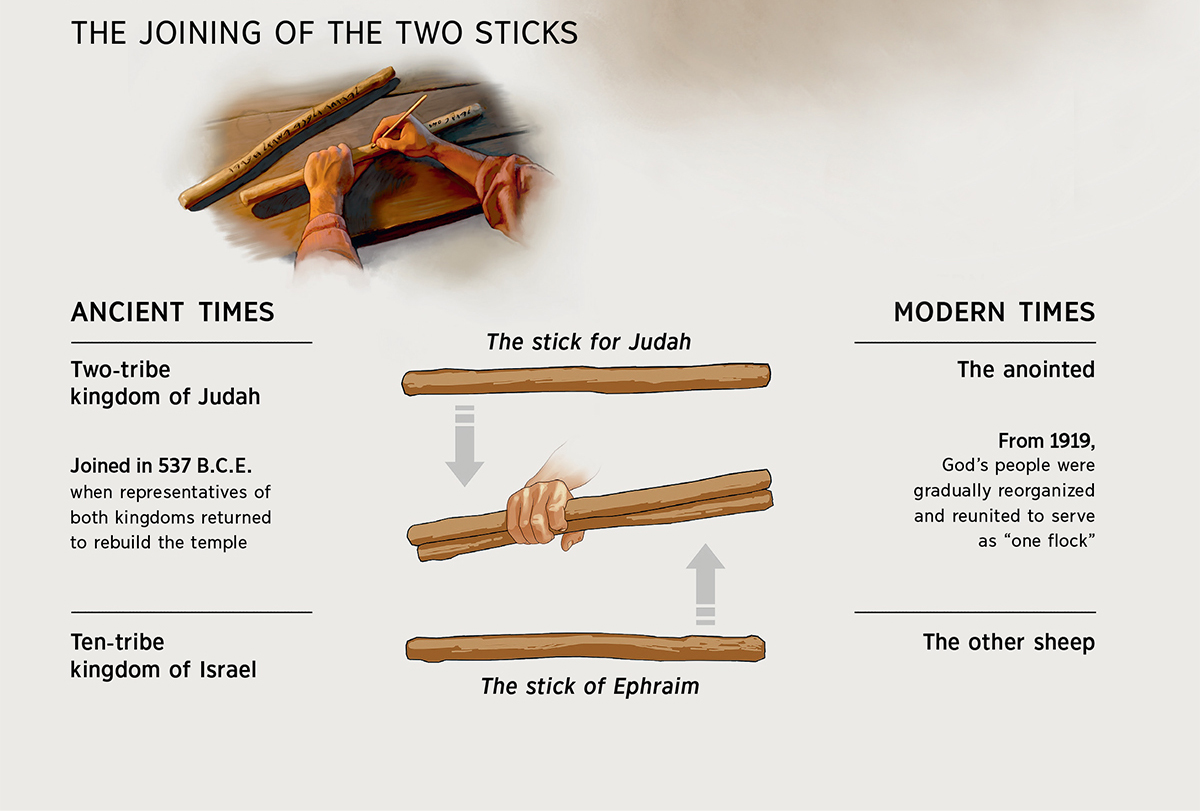 THE JOINING OF THE TWO STICKS
ANCIENT TIMES
Two-tribe
kingdom of Judah
Joined in 537 B.C.E.
when representatives of
both kingdoms returned
to rebuild the temple
Ten-tribe
kingdom of Israel
The stick for Judah
The stick of Ephraim
MODERN TIMES
The anointed
From 1919,
God’s people were
gradually reorganized
and reunited to serve
as “one flock”
The other sheep